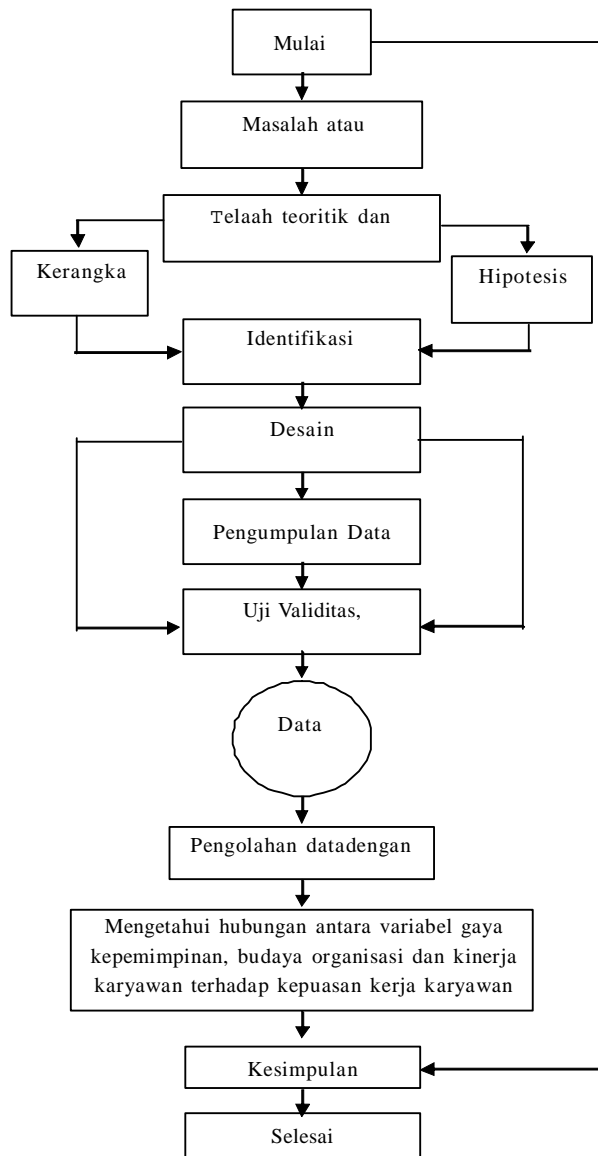 Mulai
Masalah atau
Telaah teoritik dan
Kerangka
Hipotesis
Identifikasi
Desain
Pengumpulan Data
Uji Validitas,
Data
Pengolahan datadengan
Mengetahui hubungan antara variabel gaya
kepemimpinan, budaya organisasi dan kinerja
karyawan terhadap kepuasan kerja karyawan
Kesimpulan
Selesai